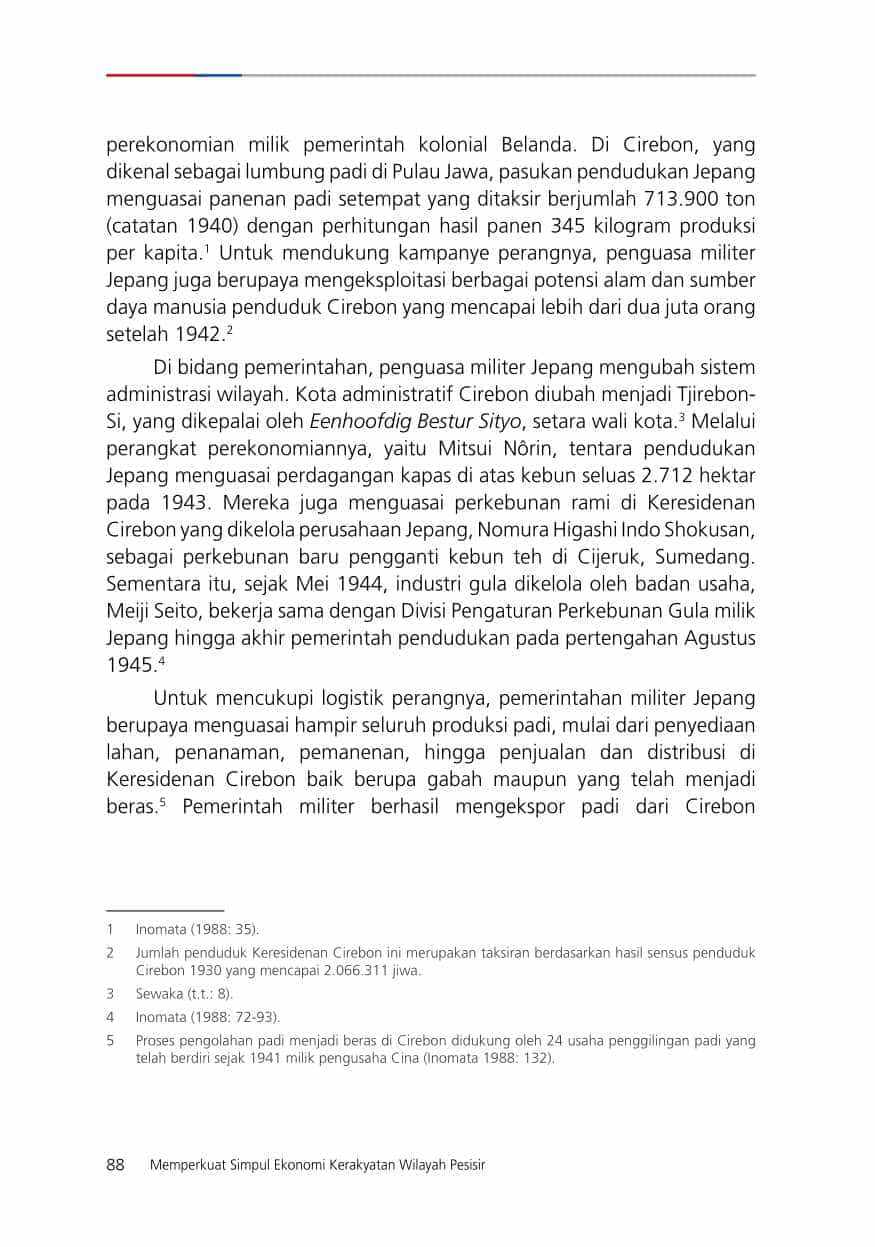 perekonomian milik pemerintah kolonial Belanda. Di Cirebon, yang
dikenal sebagai lumbung padi di Pulau Jawa, pasukan pendudukan Jepang
menguasai panenan padi setempat yang ditaksir berjumlah 713.900 ton
(catatan 1940) dengan perhitungan hasil panen 345 kilogram produksi
per kapita.¹ Untuk mendukung kampanye perangnya, penguasa militer
Jepang juga berupaya mengeksploitasi berbagai potensi alam dan sumber
daya manusia penduduk Cirebon yang mencapai lebih dari dua juta orang
setelah 1942.²
Di bidang pemerintahan, penguasa militer Jepang mengubah sistem
administrasi wilayah. Kota administratif Cirebon diubah menjadi Tjirebon-
Si, yang dikepalai oleh Eenhoofdig Bestur Sityo, setara wali kota.³ Melalui
perangkat perekonomiannya, yaitu Mitsui Nôrin, tentara pendudukan
Jepang menguasai perdagangan kapas di atas kebun seluas 2.712 hektar
pada 1943. Mereka juga menguasai perkebunan rami di Keresidenan
Cirebon yang dikelola perusahaan Jepang, Nomura Higashi Indo Shokusan,
sebagai perkebunan baru pengganti kebun teh di Cijeruk, Sumedang.
Sementara itu, sejak Mei 1944, industri gula dikelola oleh badan usaha,
Meiji Seito, bekerja sama dengan Divisi Pengaturan Perkebunan Gula milik
Jepang hingga akhir pemerintah pendudukan pada pertengahan Agustus
1945.⁴
Untuk mencukupi logistik perangnya, pemerintahan militer Jepang
berupaya menguasai hampir seluruh produksi padi, mulai dari penyediaan
lahan, penanaman, pemanenan, hingga penjualan dan distribusi di
Keresidenan Cirebon baik berupa gabah maupun yang telah menjadi
beras.⁵ Pemerintah militer berhasil mengekspor padi dari Cirebon
1 Inomata (1988: 35).
2 Jumlah penduduk Keresidenan Cirebon ini merupakan taksiran berdasarkan hasil sensus penduduk
Cirebon 1930 yang mencapai 2.066.311 jiwa.
3 Sewaka (t.t.: 8).
4 Inomata (1988: 72-93).
5 Proses pengolahan padi menjadi beras di Cirebon didukung oleh 24 usaha penggilingan padi yang
telah berdiri sejak 1941 milik pengusaha Cina (Inomata 1988: 132).
88 Memperkuat Simpul Ekonomi Kerakyatan Wilayah Pesisir